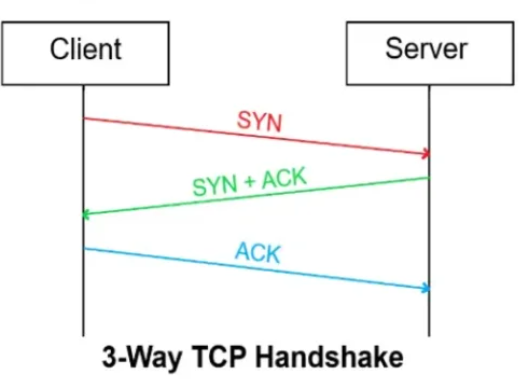 Client
Server
SYN
SYN + ACK
ACK
3-Way TCP Handshake